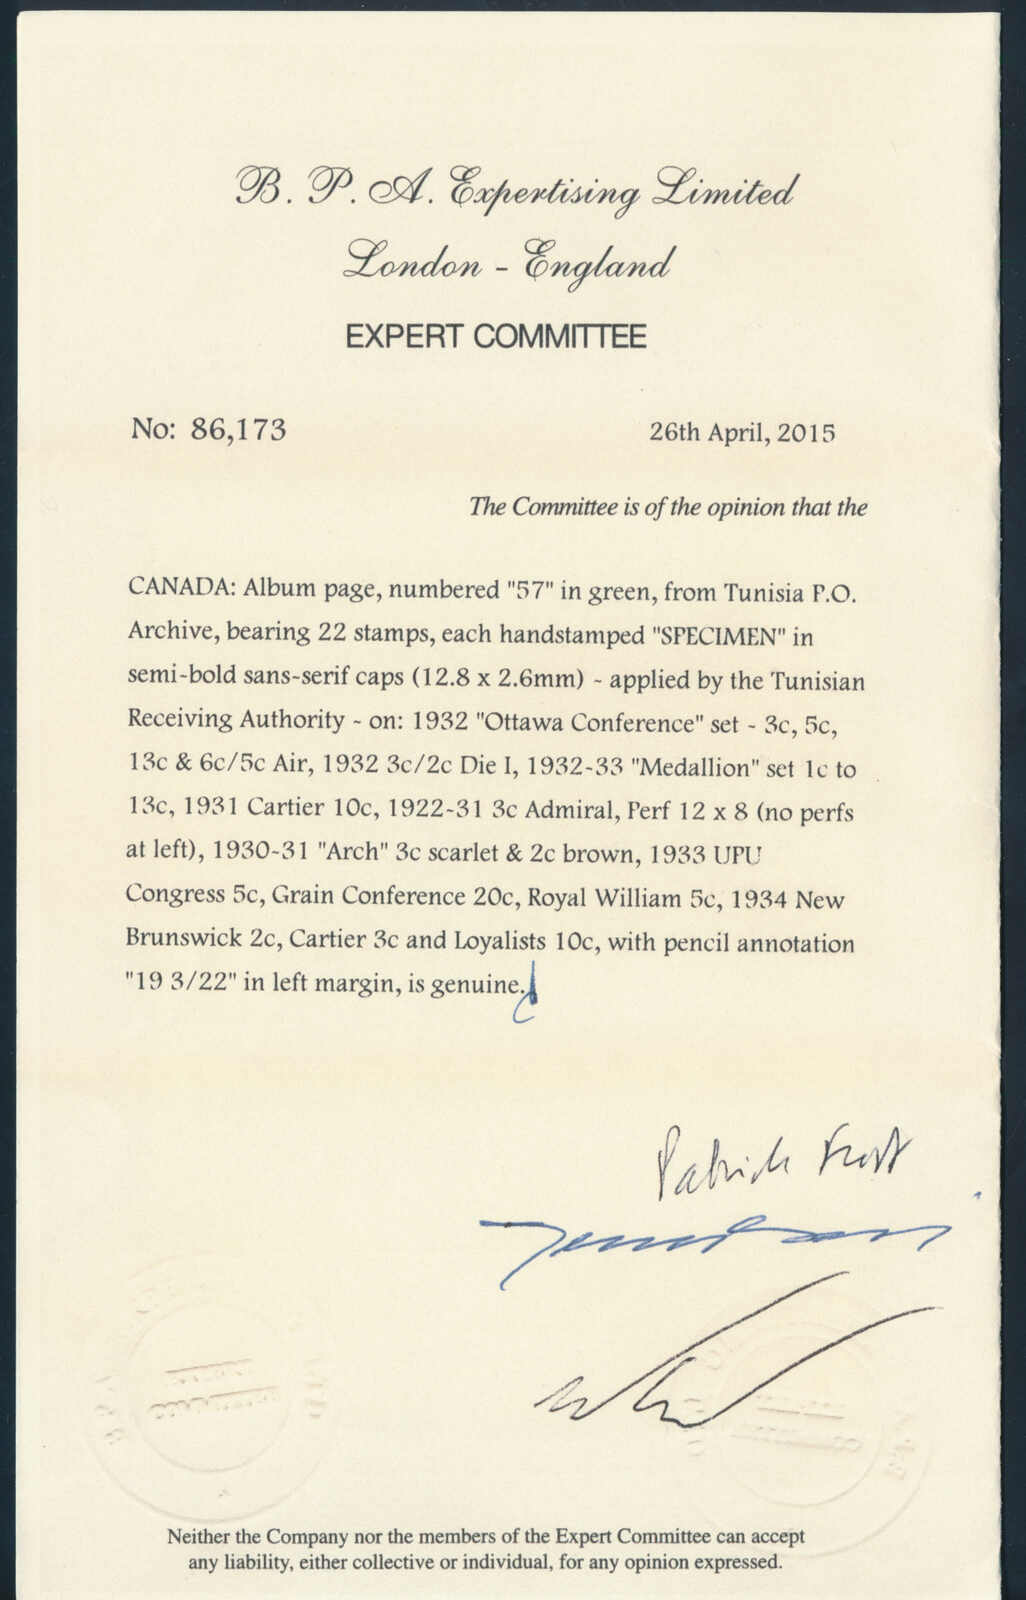 B. P. A. Expertising Limited
London - England
EXPERT COMMITTEE
No: 86,173
26th April, 2015
The Committee is of the opinion that the
CANADA: Album page, numbered "57" in green, from Tunisia P.O.
Archive, bearing 22 stamps, each handstamped "SPECIMEN" in
semi-bold sans-serif caps (12.8 x 2.6mm) - applied by the Tunisian
Receiving Authority - on: 1932 "Ottawa Conference" set - 3c, 5c,
13c & 6c/5c Air, 1932 3c/2c Die I, 1932-33 "Medallion" set 1c to
13c, 1931 Cartier 10c, 1922-31 3c Admiral, Perf 12 x 8 (no perfs
at left), 1930-31 "Arch" 3c scarlet & 2c brown, 1933 UPU
Congress 5c, Grain Conference 20c, Royal William 5c, 1934 New
Brunswick 2c, Cartier 3c and Loyalists 10c, with pencil annotation
"19 3/22" in left margin, is genuine.
Patrick Frost
Neither the Company nor the members of the Expert Committee can accept
any liability, either collective or individual, for any opinion expressed.